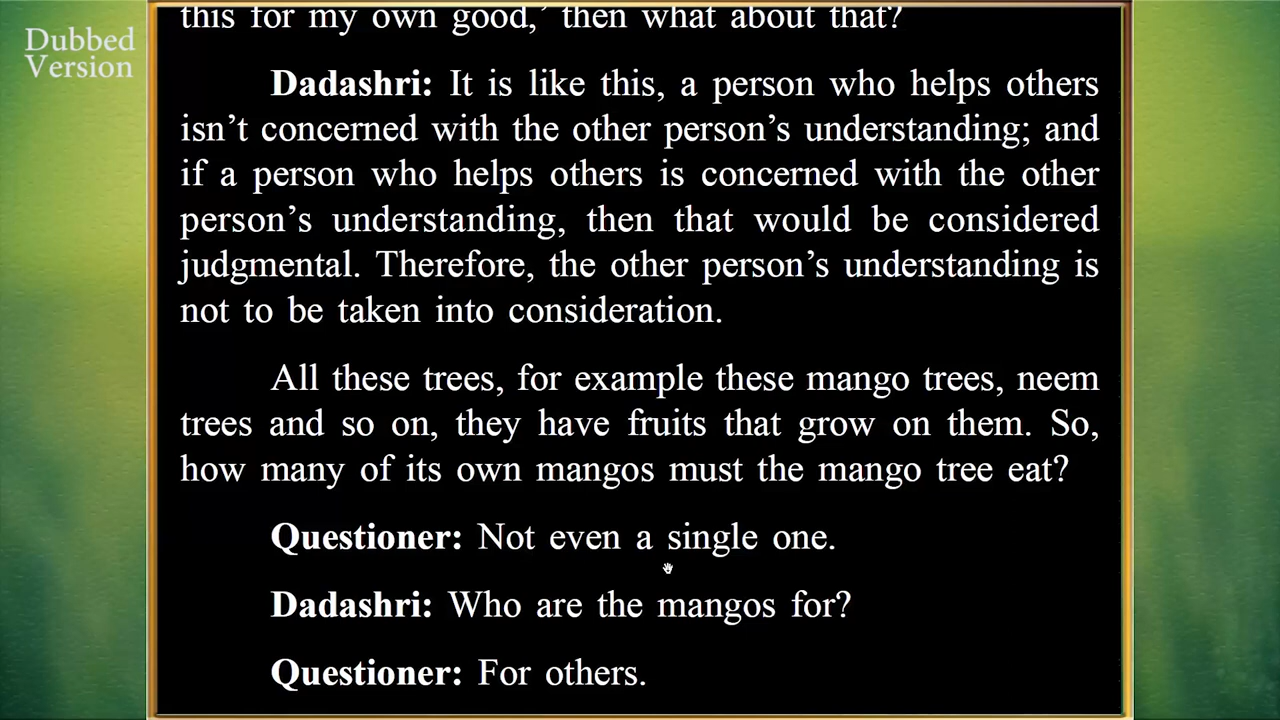 Dubbed
Version
this for my own good,’ then what about that?
Dadashri: It is like this, a person who helps others
isn’t concerned with the other person’s understanding; and
if a person who helps others is concerned with the other
person’s understanding, then that would be considered
judgmental. Therefore, the other person’s understanding is
not to be taken into consideration.
All these trees, for example these mango trees, neem
trees and so on, they have fruits that grow on them. So,
how many of its own mangos must the mango tree eat?
Questioner: Not even a single one.
Dadashri: Who are the mangos for?
Questioner: For others.